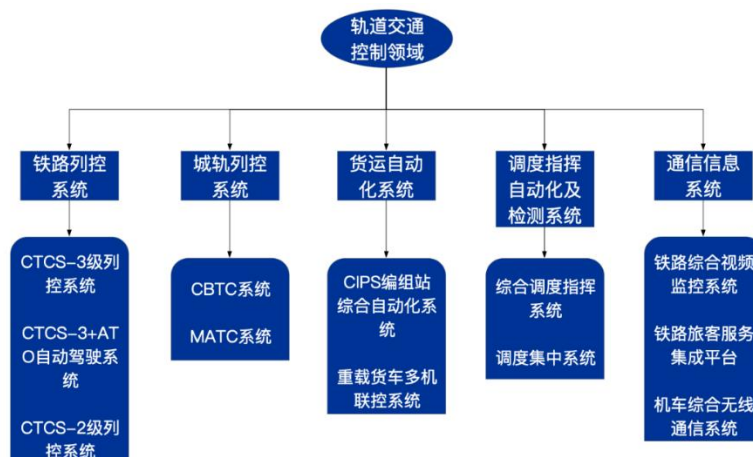 轨道交通
控制领域
铁路列控
系统
城轨列控
系统
货运自动
化系统
调度指挥
自动化及
检测系统
通信信息
系统
CTCS-3级列
控系统
CTCS-3+AT
O自动驾驶系
统
CTCS-2级列
控系统
CBTC系统
MATC系统
CIPS编组站
综合自动化系
统
重载货车多机
联控系统
综合调度指挥
系统
调度集中系统
铁路综合视频
监控系统
铁路旅客服务
集成平台
机车综合无线
通信系统